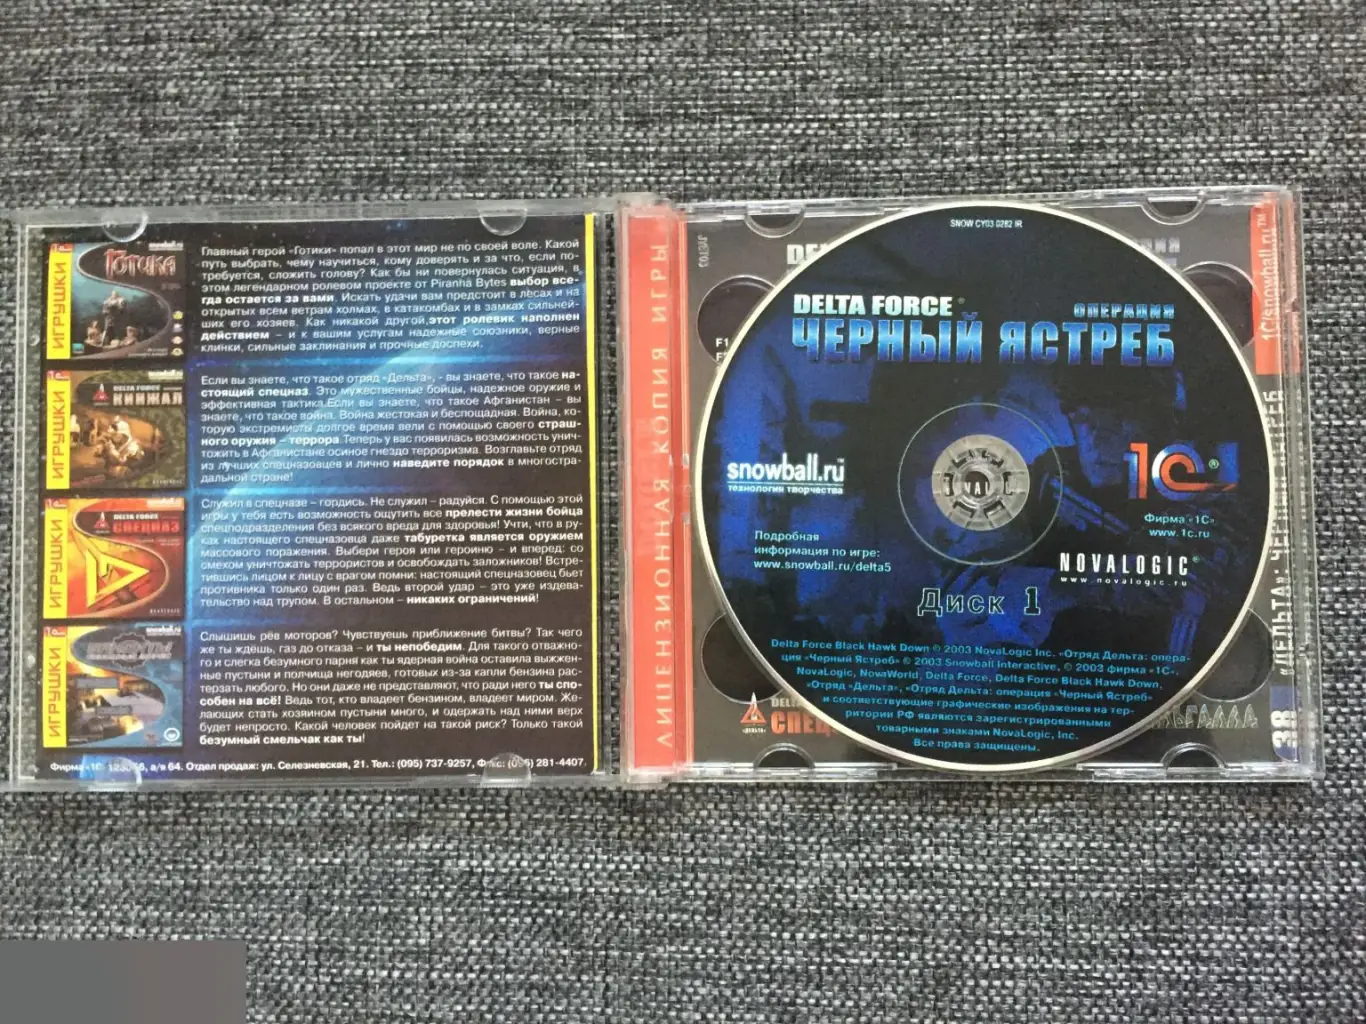 ИГРУШКИ
snowball.ru
ГОТИКА
Главный герой «Готики» попал в этот мир не по своей воле. Какой
путь выбрать, чему научиться, кому доверять и за что, если по-
требуется, сложить голову? Как бы ни повернулась ситуация, в
этом легендарном ролевом проекте от Piranha Bytes выбор все-
гда остается за вами. Искать удачи вам предстоит в лесах и на
открытых всем ветрам холмах, в катакомбах и в замках сильней-
ших его хозяев. Как никакой другой,этот ролевик наполнен
действием – и к вашим услугам надежные союзники, верные
клинки, сильные заклинания и прочные доспехи.
ИГРУШКИ
DELTA FORCE
КИНЖАЛ
Если вы знаете, что такое отряд «Дельта», - вы знаете, что такое на-
стоящий спецназ. Это мужественные бойцы, надежное оружие и
эффективная тактика.Если вы знаете, что такое Афганистан – вы
знаете, что такое война. Война жестокая и беспощадная. Война, ко-
торую экстремисты долгое время вели с помощью своего страш-
ного оружия – террора Теперь у вас появилась возможность унич-
тожить в Афганистане осиное гнездо терроризма. Возглавьте отряд
из лучших спецназовцев и лично наведите порядок в многостра-
дальной стране!
ИГРУШКИ
DELTA FORCE
СПЕЦНАЗ
Служил в спецназе – гордись. Не служил – радуйся. С помощью этой
игры у тебя есть возможность ощутить все прелести жизни бойца
спецподразделения без всякого вреда для здоровья! Учти, что в ру-
ках настоящего спецназовца даже табуретка является оружием
массового поражения. Выбери героя или героиню – и вперед: со
смехом уничтожать террористов и освобождать заложников! Встре-
тившись лицом к лицу с врагом помни: настоящий спецназовец бьет
противника только один раз. Ведь второй удар – это уже издева-
тельство над трупом. В остальном – никаких ограничений!
ИГРУШКИ
snowball.ru
Слышишь рёв моторов? Чувствуешь приближение битвы? Так чего
же ты ждёшь, газ до отказа – и ты непобедим. Для такого отважно-
го и слегка безумного парня как ты ядерная война оставила выжжен-
ные пустыни и полчища негодяев, готовых из-за капли бензина рас-
терзать любого. Но они даже не представляют, что ради него ты спо-
собен на всё! Ведь тот, кто владеет бензином, владеет миром. Же-
лающих стать хозяином пустыни много, и одержать над ними верх
будет непросто. Какой человек пойдет на такой риск? Только такой
безумный смельчак как ты!
Фирма «1С» 123056, а/я 64. Отдел продаж: ул. Селезневская, 21. Тел.: (095) 737-9257, Факс: (095) 281-4407.
ЛИЦЕНЗИОННАЯ КОПИЯ ИГРЫ
SNOW CY03 0282 IR
DELTA FORCE® ОПЕРАЦИЯ
ЧЕРНЫЙ ЯСТРЕБ
snowball.ru™
технология творчества
1С®
Фирма «1С»
www.1c.ru
Подробная
информация по игре:
www.snowball.ru/delta5
NOVALOGIC®
www.novalogic.ru
Диск 1
Delta Force Black Hawk Down © 2003 NovaLogic Inc. «Отряд Дельта»: опера-
ция «Черный Ястреб» © 2003 Snowball Interactive, © 2003 Фирма «1С».
NovaLogic, NovaWorld, Delta Force, Delta Force Black Hawk Down,
«Отряд «Дельта», «Отряд Дельта: операция «Черный Ястреб»
и соответствующие графические изображения на тер-
ритории РФ являются зарегистрированными
товарными знаками NovaLogic, Inc.
Все права защищены.
1С/snowball.ru™